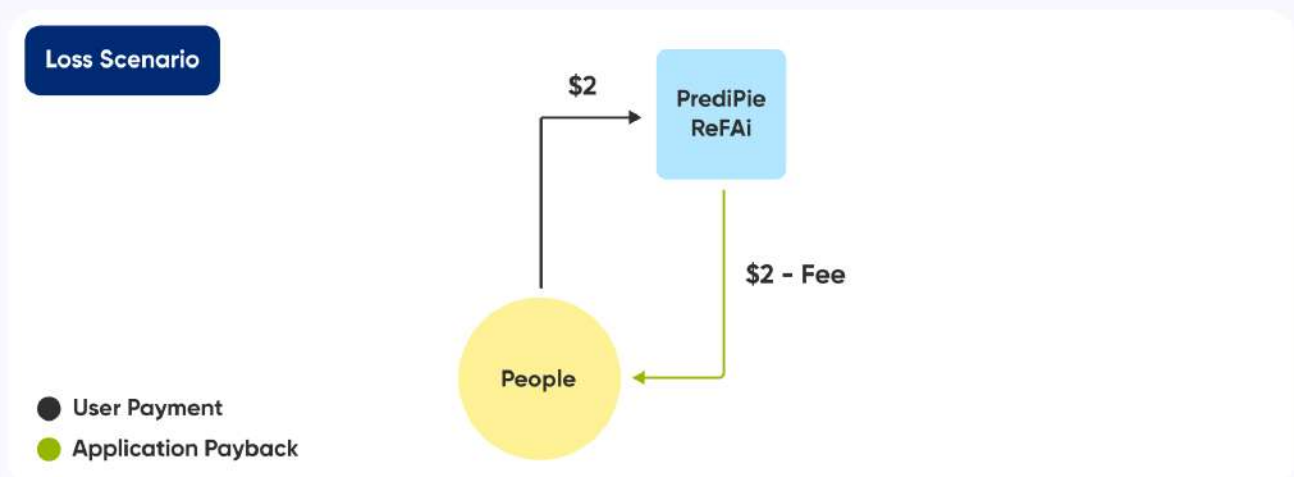 Loss Scenario
$2
PrediPie
ReFAi
$2 - Fee
People
User Payment
Application Payback